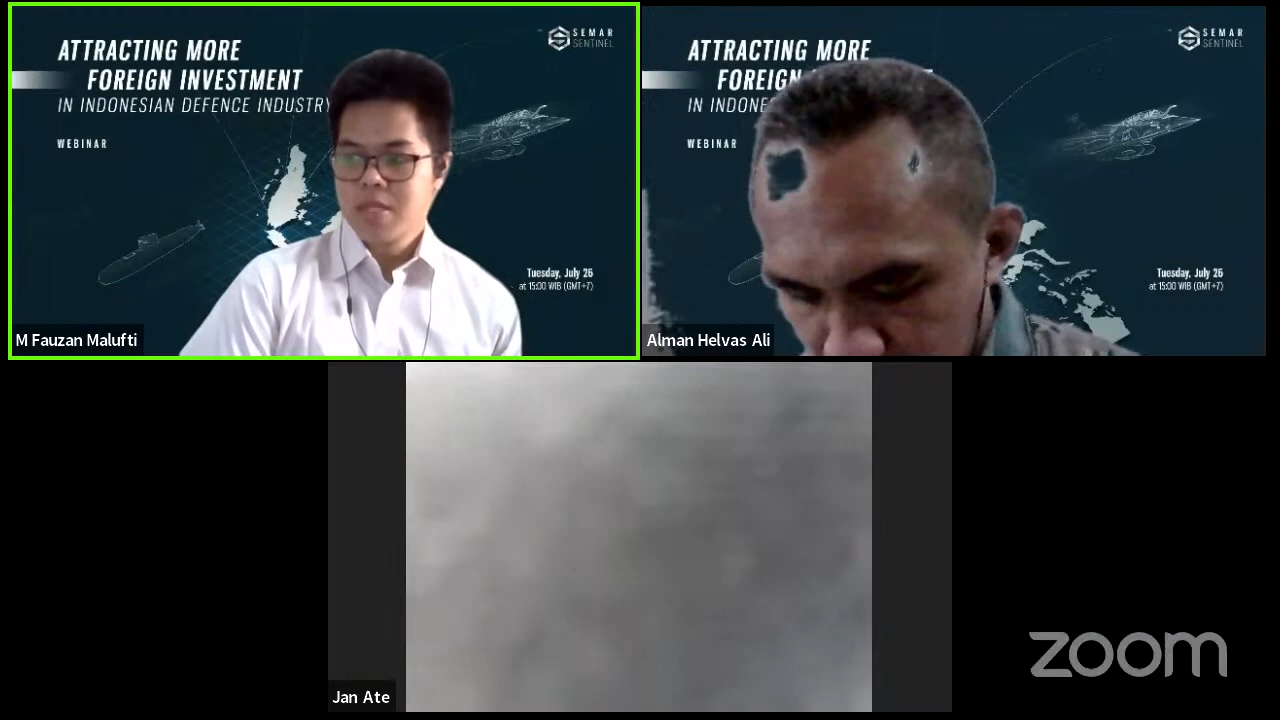 ATTRACTING MORE
FOREIGN INVESTMENT
IN INDONESIAN DEFENCE INDUSTRY
WEBINAR
SEMAR
SENTINEL
Tuesday, July 26
at 15:00 WIB (GMT+7)
M Fauzan Malufti
ATTRACTING MORE
FOREIGN
IN INDONE
WEBINAR
SEMAR
SENTINEL
Tuesday, July 26
at 15:00 WIB (GMT+7)
Alman Helvas Ali
Jan Ate
zoom